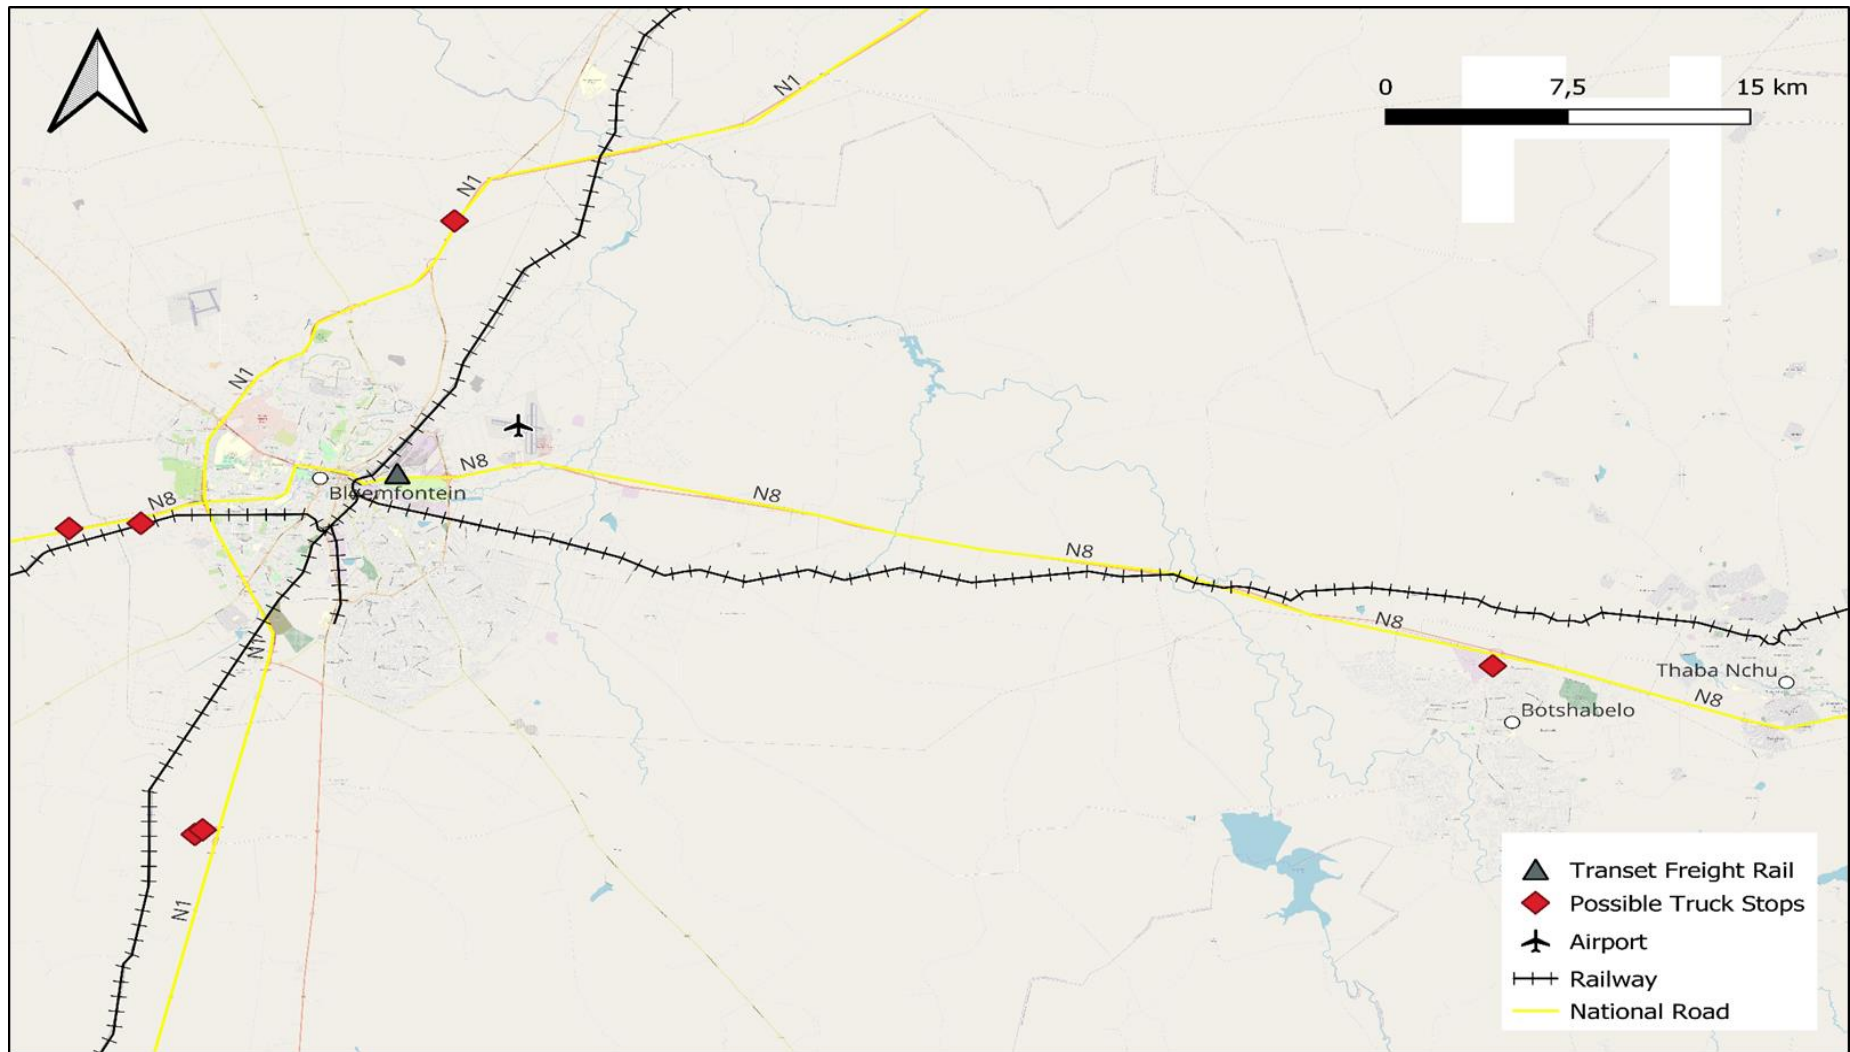 0 7,5 15 km
N1
N1
N1
N8
N8
Bloemfontein
N8
N8
N8
N1
Thaba Nchu
N8
Botshabelo
N1
Transet Freight Rail
Possible Truck Stops
Airport
Railway
National Road